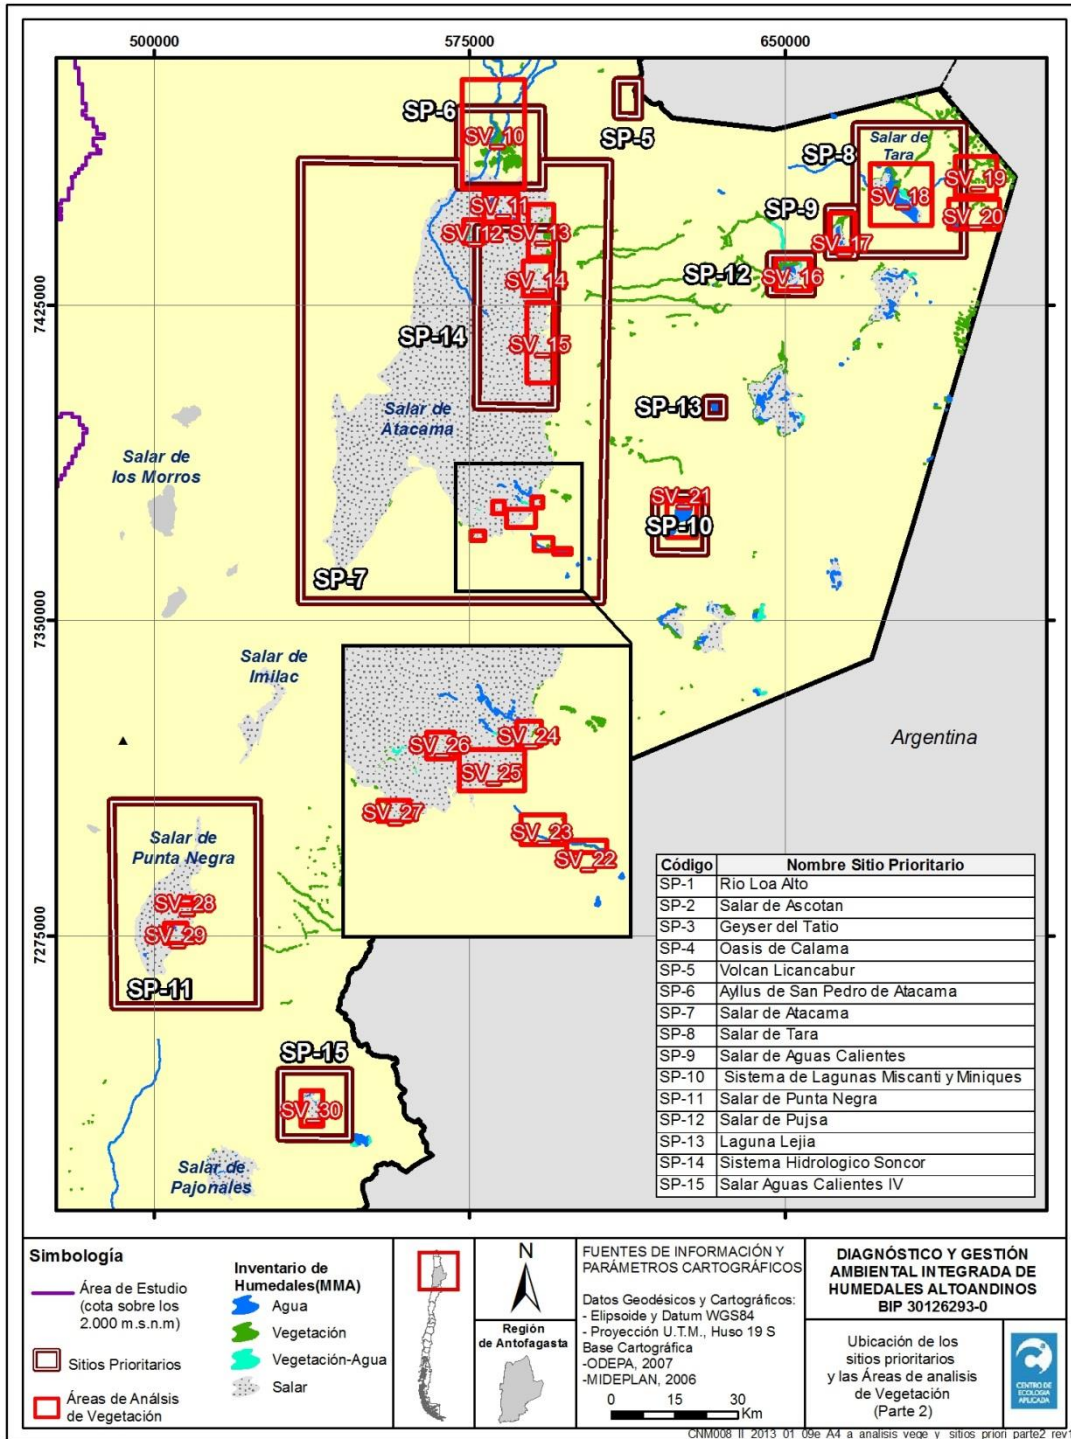 500000
575000
650000
SP-6
SV_10
SP-5
SP-8
Salar de
Tara
SV_19
SV_18
SV_20
SV_11
SP-9
SV_12
SV_13
SV_17
SV_14
SP-12
SV_16
7425000
SP-14
SV_15
Salar de
Atacama
SP-13
Salar de
los Morros
SV_21
SP-10
SP-7
7350000
Salar de
Imilac
SV_24
SV_26
SV_25
SV_27
SV_23
SV_22
Argentina
Salar de
Punta Negra
SV_28
SV_29
7275000
SP-11
SP-15
SV_30
Salar de
Pajonales
Código Nombre Sitio Prioritario
SP-1 Rio Loa Alto
SP-2 Salar de Ascotan
SP-3 Geyser del Tatio
SP-4 Oasis de Calama
SP-5 Volcan Licancabur
SP-6 Ayllus de San Pedro de Atacama
SP-7 Salar de Atacama
SP-8 Salar de Tara
SP-9 Salar de Aguas Calientes
SP-10 Sistema de Lagunas Miscanti y Miniques
SP-11 Salar de Punta Negra
SP-12 Salar de Pujsa
SP-13 Laguna Lejia
SP-14 Sistema Hidrologico Soncor
SP-15 Salar Aguas Calientes IV
Simbología
Área de Estudio
(cota sobre los
2.000 m.s.n.m)
Sitios Prioritarios
Áreas de Análsis
de Vegetación
Inventario de
Humedales(MMA)
Agua
Vegetación
Vegetación-Agua
Salar
N
Región
de Antofagasta
FUENTES DE INFORMACIÓN Y
PARÁMETROS CARTOGRÁFICOS
Datos Geodésicos y Cartográficos:
- Elipsoide y Datum WGS84
- Proyección U.T.M., Huso 19 S
Base Cartográfica
-ODEPA, 2007
-MIDEPLAN, 2006
0 15 30
Km
DIAGNÓSTICO Y GESTIÓN
AMBIENTAL INTEGRADA DE
HUMEDALES ALTOANDINOS
BIP 30126293-0
Ubicación de los
sitios prioritarios
y las Áreas de analisis
de Vegetación
(Parte 2)
CENTRO DE
ECOLOGIA
APLICADA
CNM008_II_2013_01_09e_A4_a_analisis_vege_y_sitios_priori_parte2_rev1